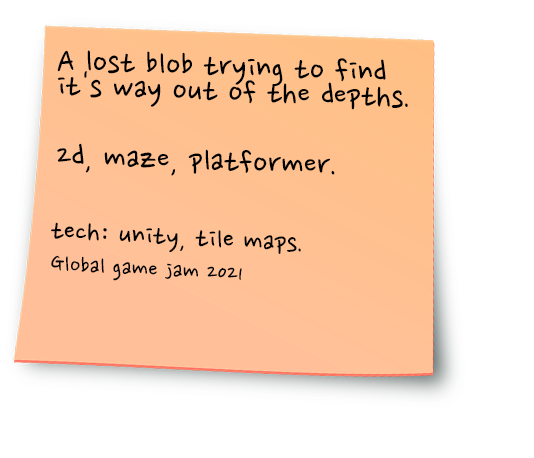 A lost blob trying to find
it's way out of the depths.
2d, maze, platformer.
tech: unity, tile maps.
Global game jam 2021